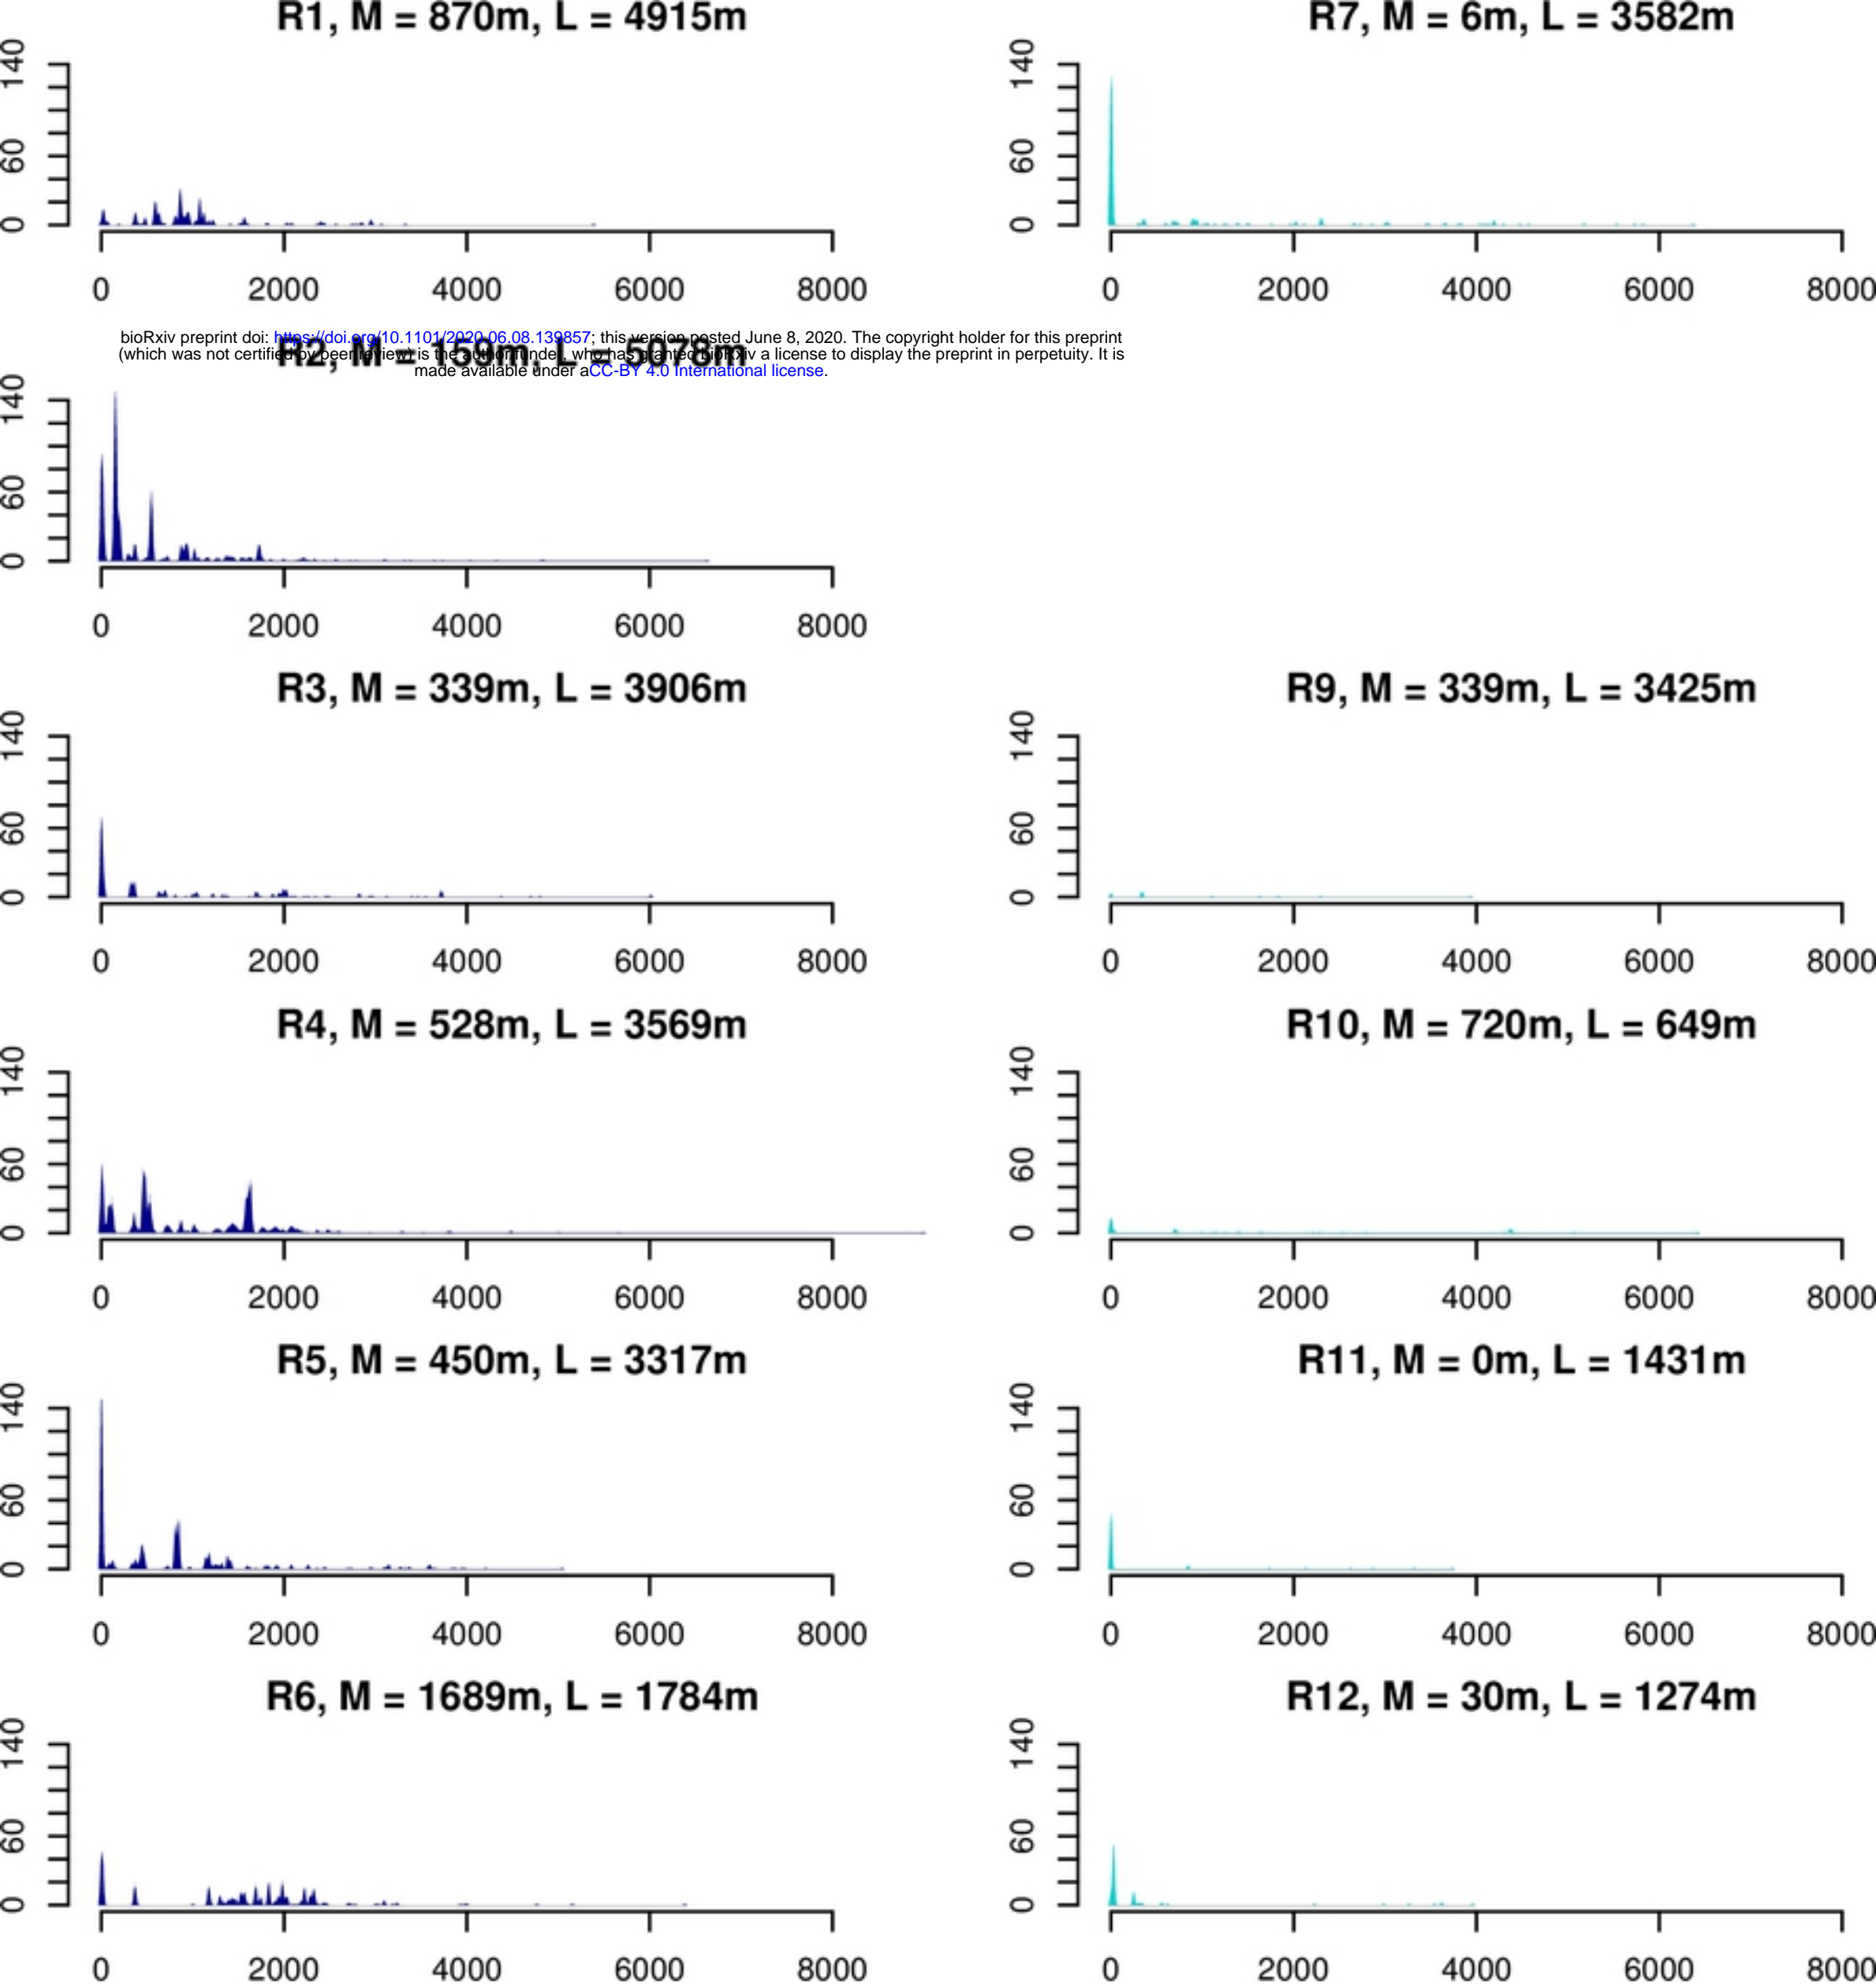 R1, M = 870m, L = 4915m
140
60
0
0 2000 4000 6000 8000
R7, M = 6m, L = 3582m
140
60
0
0 2000 4000 6000 8000
bioRxiv preprint doi: https://doi.org/10.1101/2020.06.08.139857; this version posted June 8, 2020. The copyright holder for this preprint
(which was not certified by peer review) is the author/funder, who has granted bioRxiv a license to display the preprint in perpetuity. It is
made available under aCC-BY 4.0 International license.
R2, M = 159m, L = 5078m
140
60
0
0 2000 4000 6000 8000
R3, M = 339m, L = 3906m
140
60
0
0 2000 4000 6000 8000
R9, M = 339m, L = 3425m
140
60
0
0 2000 4000 6000 8000
R4, M = 528m, L = 3569m
140
60
0
0 2000 4000 6000 8000
R10, M = 720m, L = 649m
140
60
0
0 2000 4000 6000 8000
R5, M = 450m, L = 3317m
140
60
0
0 2000 4000 6000 8000
R11, M = 0m, L = 1431m
140
60
0
0 2000 4000 6000 8000
R6, M = 1689m, L = 1784m
140
60
0
0 2000 4000 6000 8000
R12, M = 30m, L = 1274m
140
60
0
0 2000 4000 6000 8000